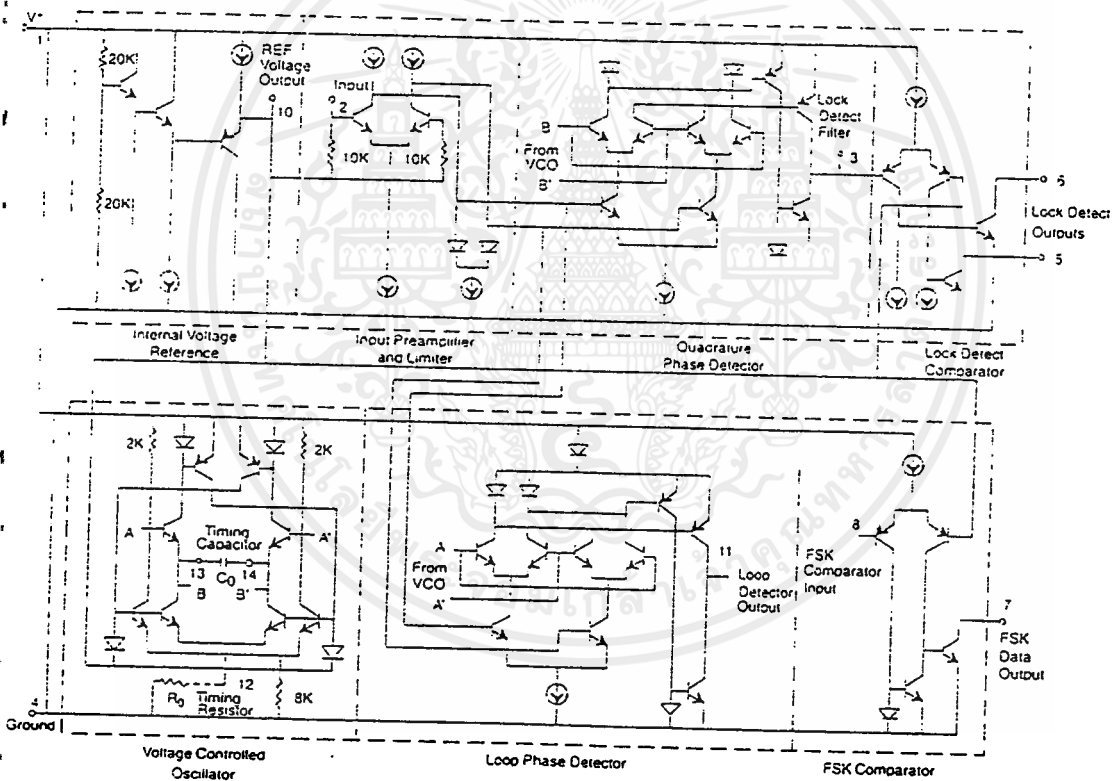 V+
1
20K
20K
REF
Voltage
Output
10
Input
2
10K
10K
B
From
VCO
B'
Lock
Detect
Filter
3
6
Lock Detect
Outputs
5
Internal Voltage
Reference
Input Preamplifier
and Limiter
Quadrature
Phase Detector
Lock Detect
Comparator
2K
2K
A
A'
Timing
Capacitor
13
C0
14
B
B'
12
R0
Timing
Resistor
8K
4
Ground
A
From
VCO
A'
11
Loop
Detector
Output
8
FSK
Comparator
Input
7
FSK
Data
Output
Voltage Controlled
Oscillator
Loop Phase Detector
FSK Comparator